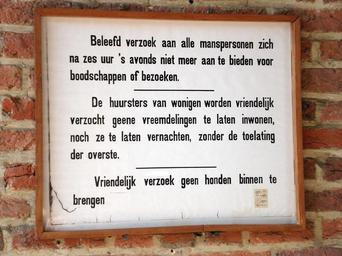 Beleefd verzoek aan alle manspersonen zich
na zes uur 's avonds niet meer aan te bieden voor
boodschappen of bezoeken.
De huursters van wonigen worden vriendelijk
verzocht geene vreemdelingen te laten inwonen,
noch ze te laten vernachten, zonder de toelating
der overste.
Vriendelijk verzoek geen honden binnen te
brengen